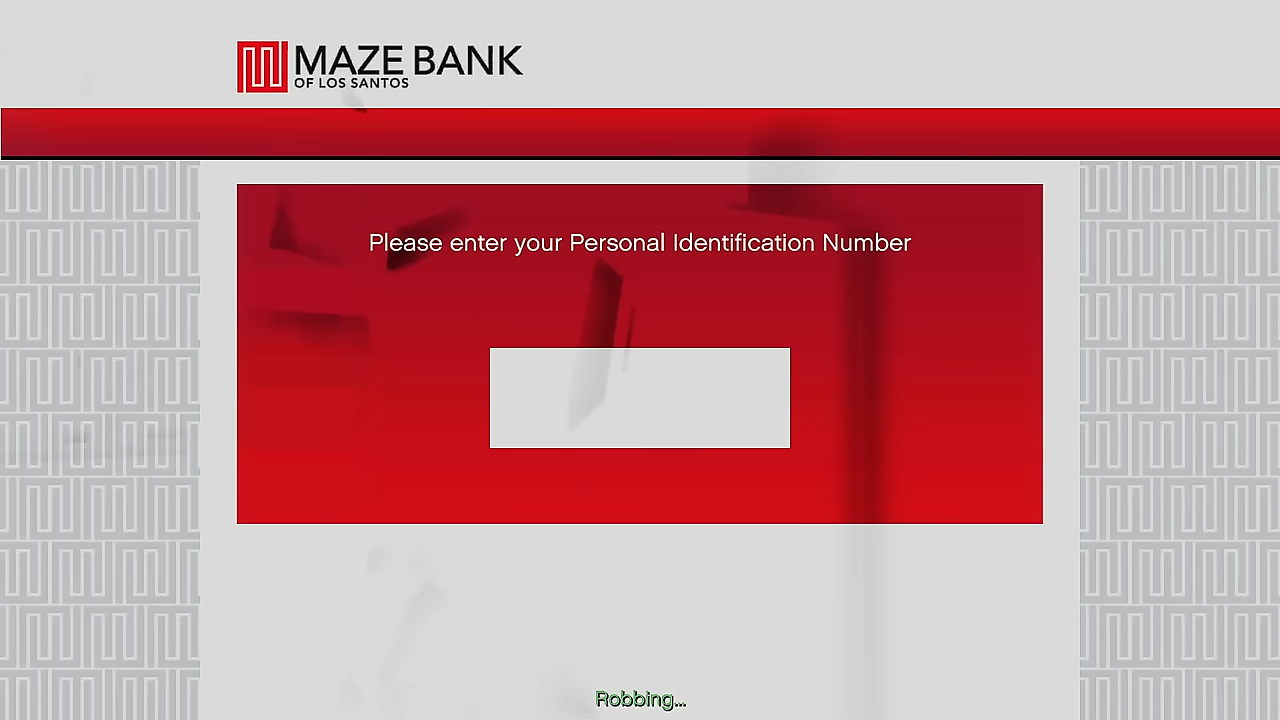 MAZE BANK
OF LOS SANTOS
Please enter your Personal Identification Number
Robbing...